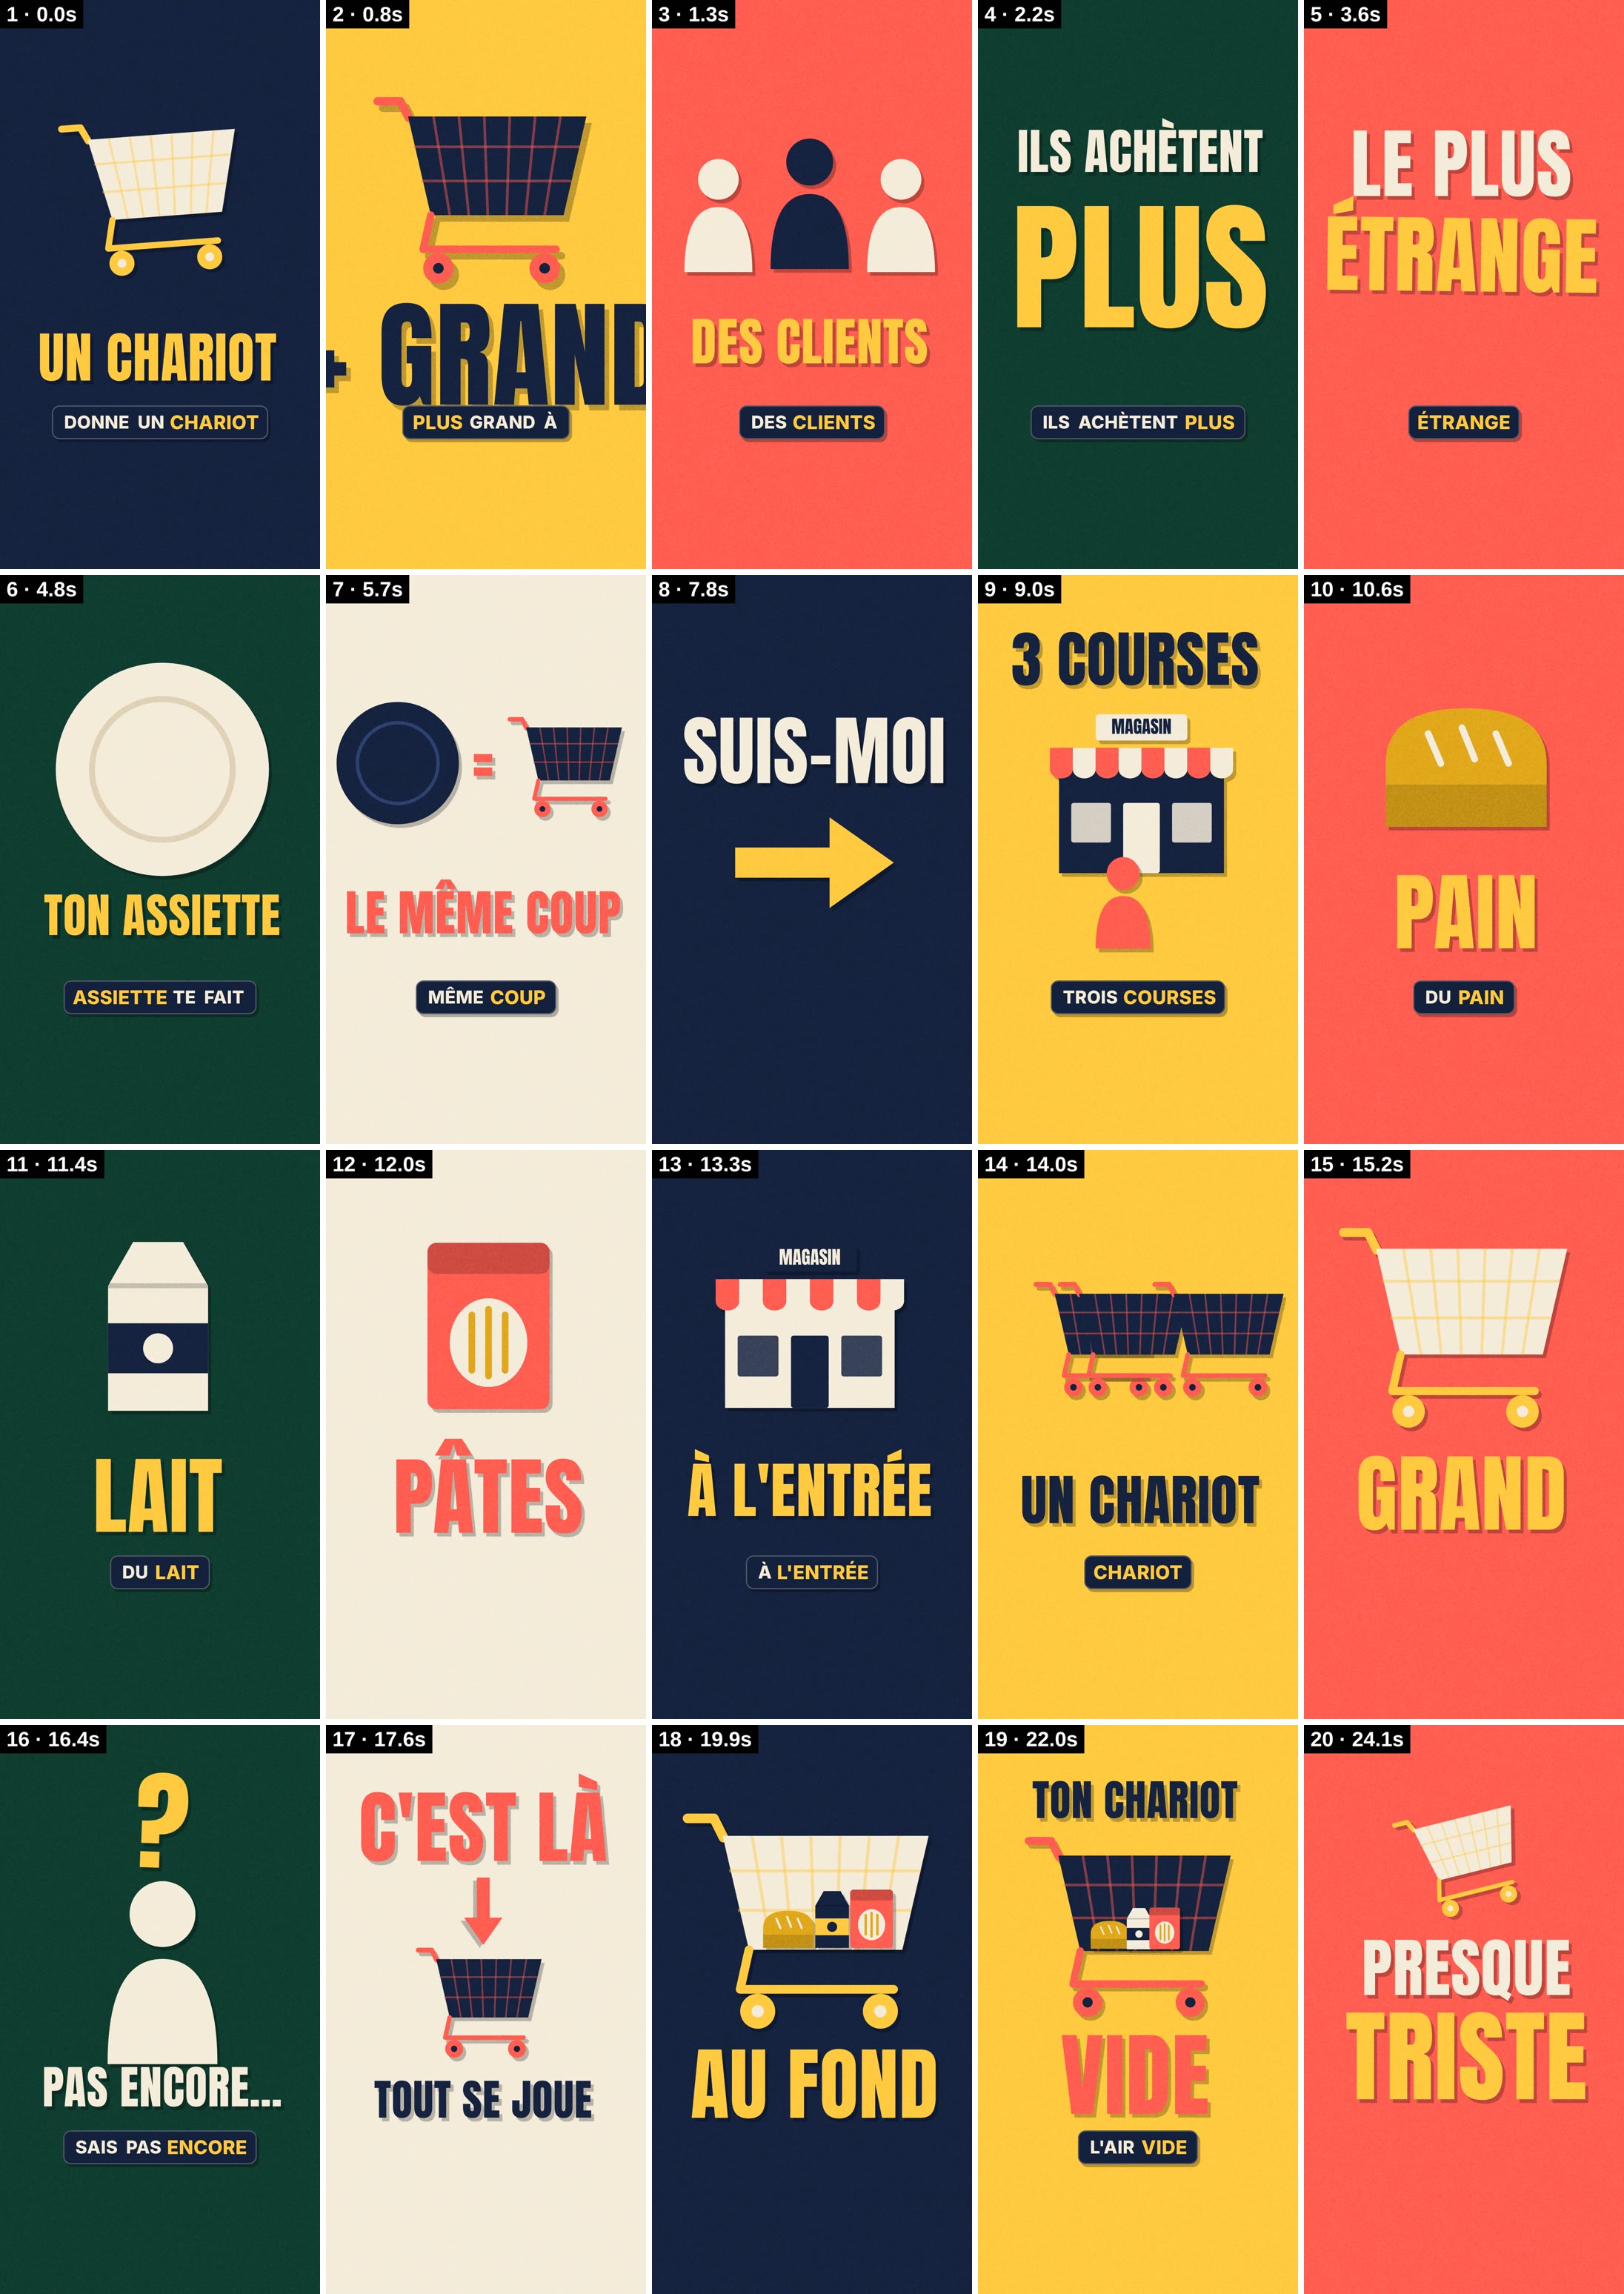 1 · 0.0s
UN CHARIOT
DONNE UN CHARIOT
2 · 0.8s
+ GRAND
PLUS GRAND À
3 · 1.3s
DES CLIENTS
DES CLIENTS
4 · 2.2s
ILS ACHÈTENT
PLUS
ILS ACHÈTENT PLUS
5 · 3.6s
LE PLUS
ÉTRANGE
ÉTRANGE
6 · 4.8s
TON ASSIETTE
ASSIETTE TE FAIT
7 · 5.7s
=
LE MÊME COUP
MÊME COUP
8 · 7.8s
SUIS-MOI
9 · 9.0s
3 COURSES
MAGASIN
TROIS COURSES
10 · 10.6s
PAIN
DU PAIN
11 · 11.4s
LAIT
DU LAIT
12 · 12.0s
PÂTES
13 · 13.3s
MAGASIN
À L'ENTRÉE
À L'ENTRÉE
14 · 14.0s
UN CHARIOT
CHARIOT
15 · 15.2s
GRAND
16 · 16.4s
?
PAS ENCORE...
SAIS PAS ENCORE
17 · 17.6s
C'EST LÀ
TOUT SE JOUE
18 · 19.9s
AU FOND
19 · 22.0s
TON CHARIOT
VIDE
L'AIR VIDE
20 · 24.1s
PRESQUE
TRISTE